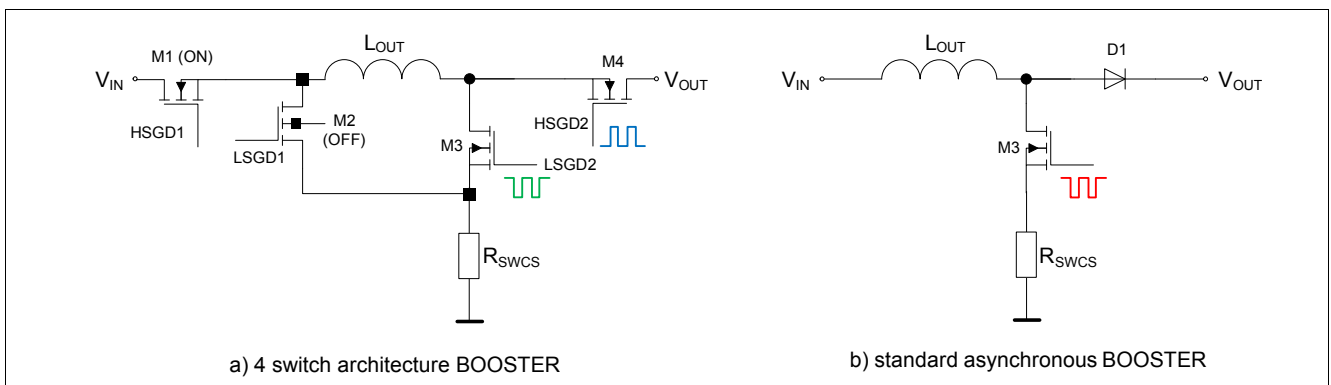 M1 (ON)
LOUT
M4
VIN
VOUT
HSGD1
M2
(OFF)
LSGD1
HSGD2
M3
LSGD2
RSWCS
a) 4 switch architecture BOOSTER
LOUT
D1
VIN
VOUT
M3
RSWCS
b) standard asynchronous BOOSTER